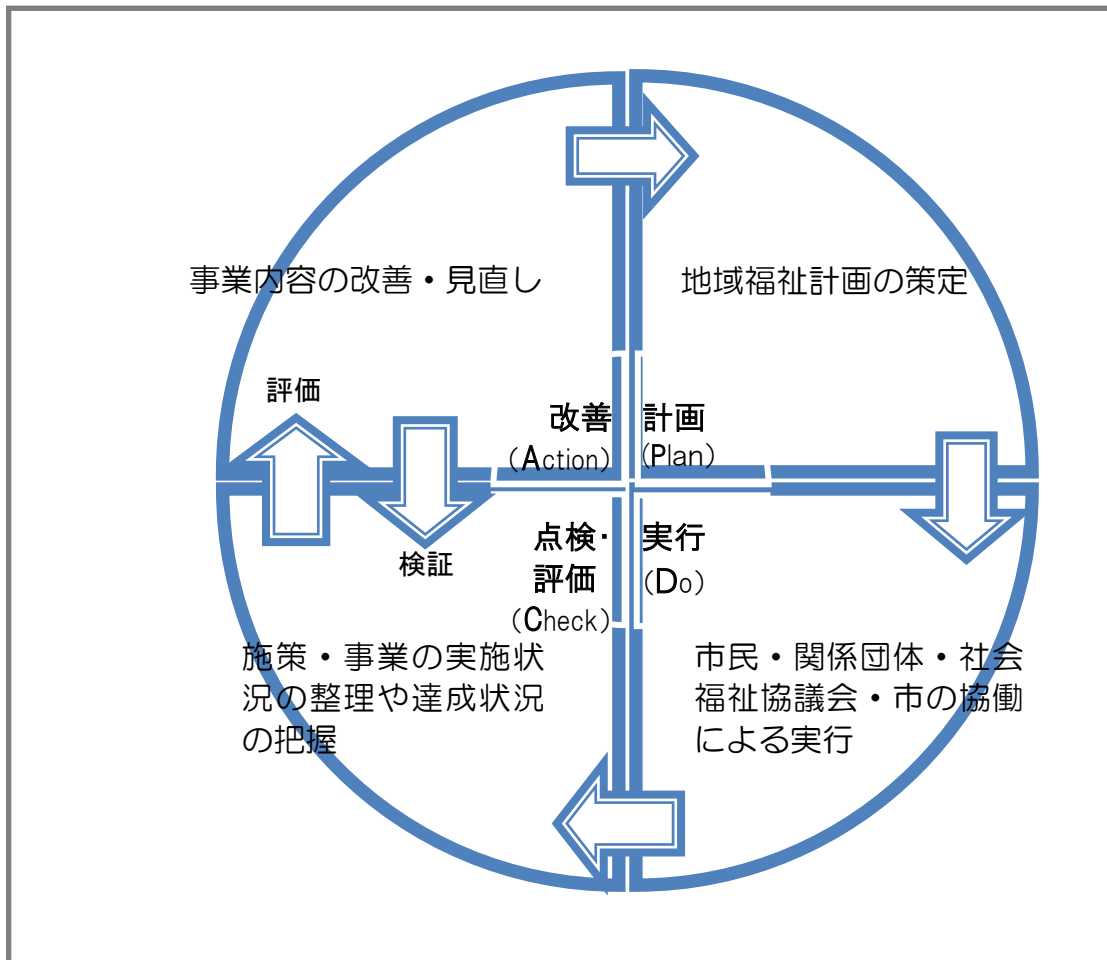 事業内容の改善・見直し
地域福祉計画の策定
評価
検証
改善
(Action)
計画
(Plan)
点検・
評価
(Check)
実行
(Do)
施策・事業の実施状
況の整理や達成状況
の把握
市民・関係団体・社会
福祉協議会・市の協働
による実行